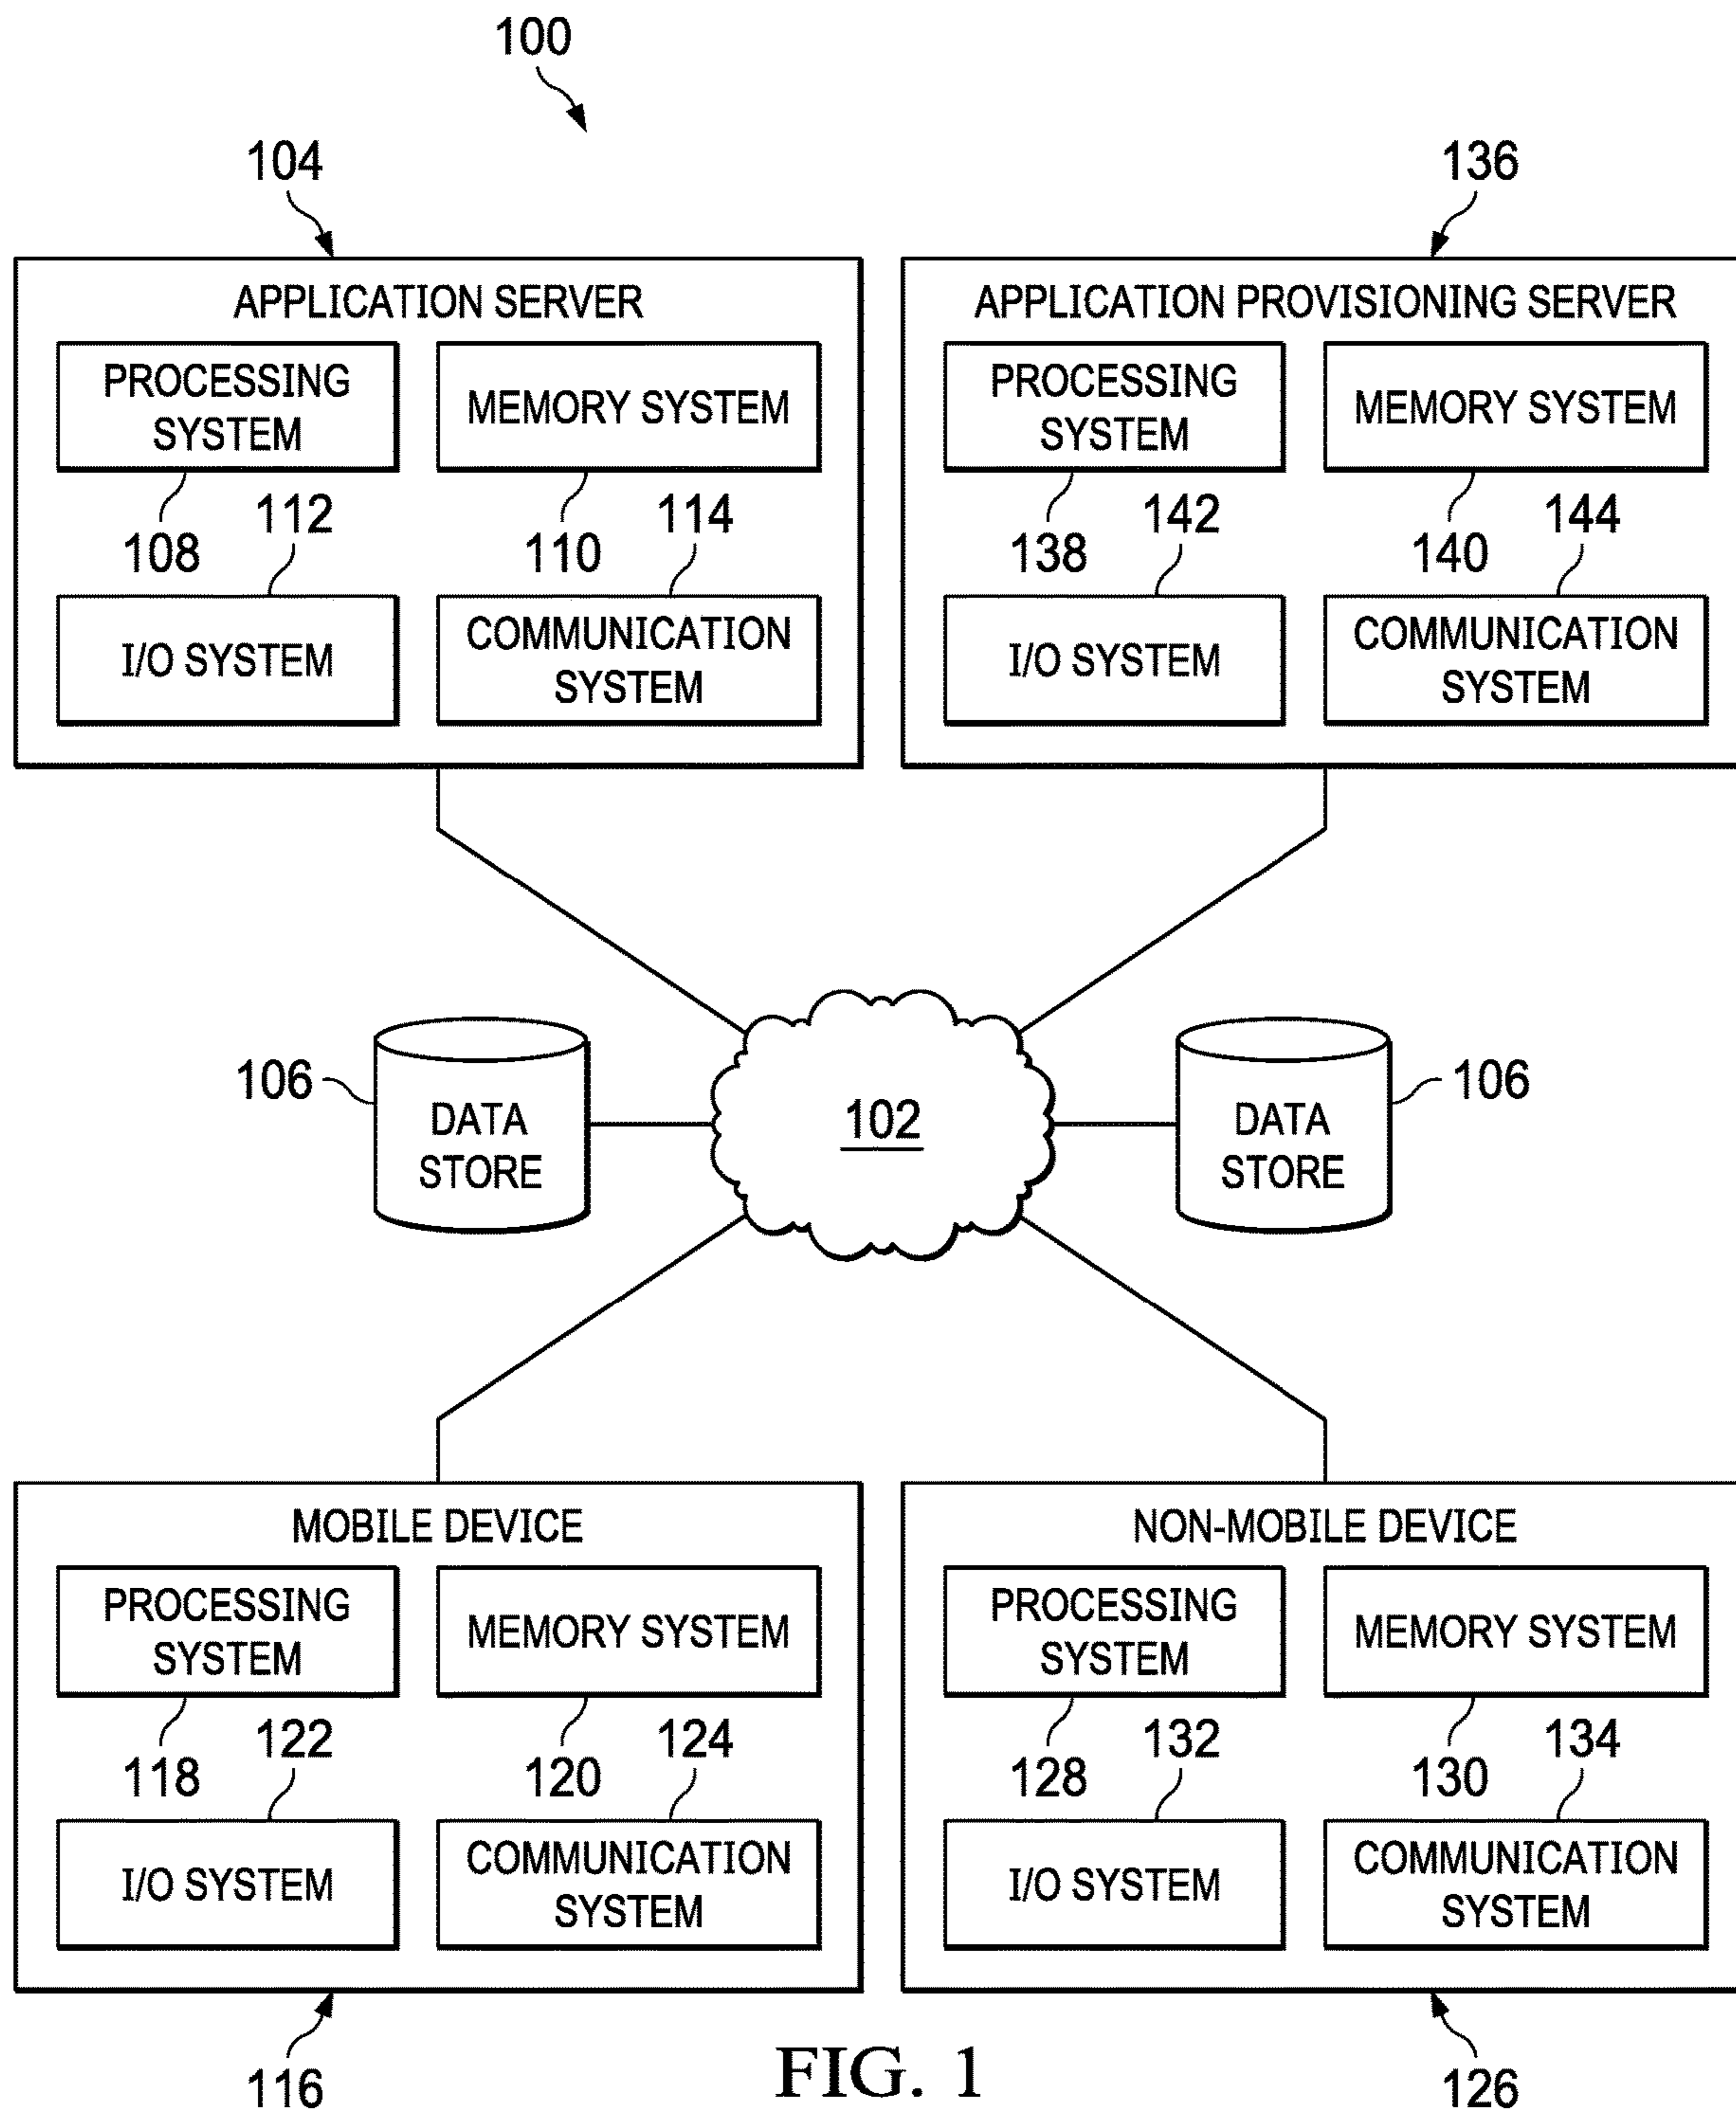 100
104
136
APPLICATION SERVER
APPLICATION PROVISIONING SERVER
PROCESSING
SYSTEM
MEMORY SYSTEM
PROCESSING
SYSTEM
MEMORY SYSTEM
108
112
110
114
138
142
140
144
I/O SYSTEM
COMMUNICATION
SYSTEM
I/O SYSTEM
COMMUNICATION
SYSTEM
106
DATA
STORE
102
DATA
STORE
106
MOBILE DEVICE
NON-MOBILE DEVICE
PROCESSING
SYSTEM
MEMORY SYSTEM
PROCESSING
SYSTEM
MEMORY SYSTEM
118
122
120
124
128
132
130
134
I/O SYSTEM
COMMUNICATION
SYSTEM
I/O SYSTEM
COMMUNICATION
SYSTEM
116
FIG. 1
126